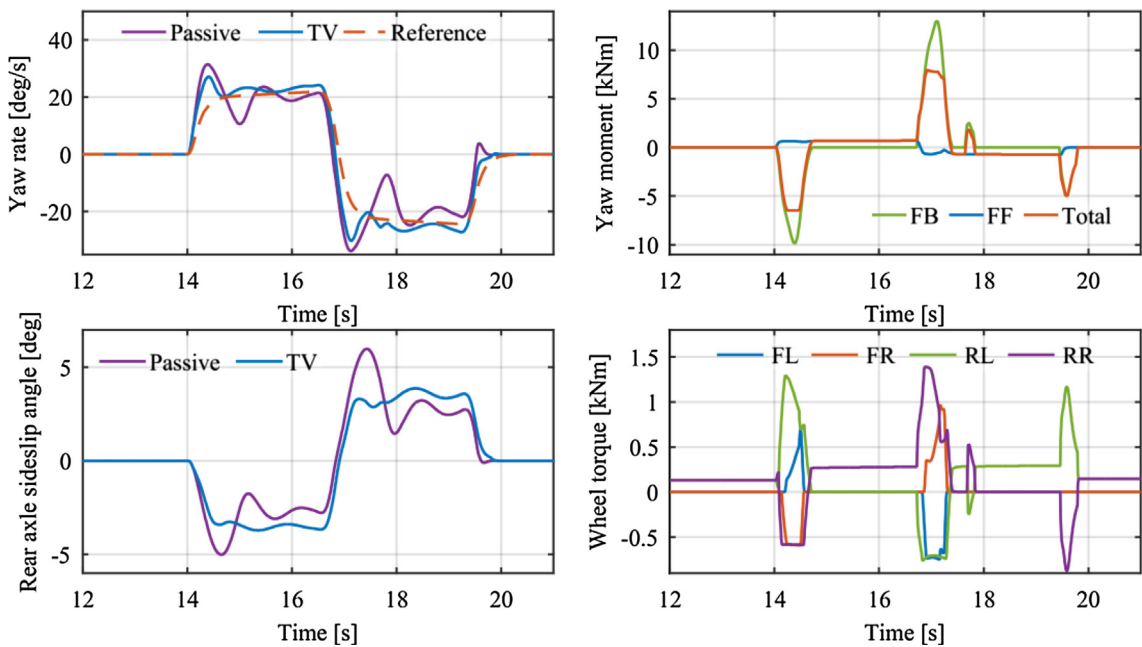 Yaw rate [deg/s]
40
20
0
-20
Passive TV Reference
12 14 16 18 20
Time [s]
Yaw moment [kNm]
10
5
0
-5
-10
FB FF Total
12 14 16 18 20
Time [s]
Rear axle sideslip angle [deg]
5
0
-5
Passive TV
12 14 16 18 20
Time [s]
Wheel torque [kNm]
1.5
1
0.5
0
-0.5
FL FR RL RR
12 14 16 18 20
Time [s]